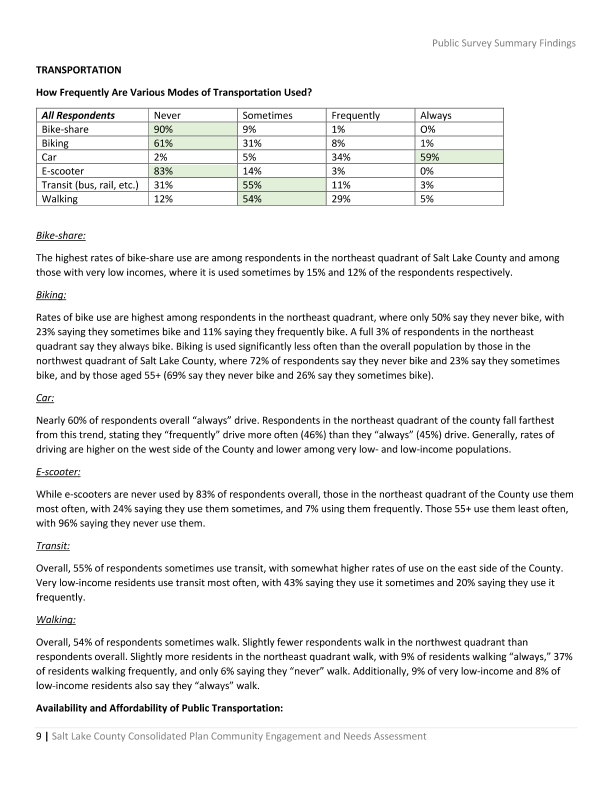 Public Survey Summary Findings
TRANSPORTATION
How Frequently Are Various Modes of Transportation Used?
All Respondents Never Sometimes Frequently Always
Bike-share 90% 9% 1% O%
Biking 61% 31% 8% 1%
Car 2% 5% 34% 59%
E-scooter 83% 14% 3% 0%
Transit (bus, rail, etc.) 31% 55% 11% 3%
Walking 12% 54% 29% 5%
Bike-share:
The highest rates of bike-share use are among respondents in the northeast quadrant of Salt Lake County and among
those with very low incomes, where it is used sometimes by 15% and 12% of the respondents respectively.
Biking:
Rates of bike use are highest among respondents in the northeast quadrant, where only 50% say they never bike, with
23% saying they sometimes bike and 11% saying they frequently bike. A full 3% of respondents in the northeast
quadrant say they always bike. Biking is used significantly less often than the overall population by those in the
northwest quadrant of Salt Lake County, where 72% of respondents say they never bike and 23% say they sometimes
bike, and by those aged 55+ (69% say they never bike and 26% say they sometimes bike).
Car:
Nearly 60% of respondents overall “always” drive. Respondents in the northeast quadrant of the county fall farthest
from this trend, stating they “frequently” drive more often (46%) than they “always” (45%) drive. Generally, rates of
driving are higher on the west side of the County and lower among very low- and low-income populations.
E-scooter:
While e-scooters are never used by 83% of respondents overall, those in the northeast quadrant of the County use them
most often, with 24% saying they use them sometimes, and 7% using them frequently. Those 55+ use them least often,
with 96% saying they never use them.
Transit:
Overall, 55% of respondents sometimes use transit, with somewhat higher rates of use on the east side of the County.
Very low-income residents use transit most often, with 43% saying they use it sometimes and 20% saying they use it
frequently.
Walking:
Overall, 54% of respondents sometimes walk. Slightly fewer respondents walk in the northwest quadrant than
respondents overall. Slightly more residents in the northeast quadrant walk, with 9% of residents walking “always,” 37%
of residents walking frequently, and only 6% saying they “never” walk. Additionally, 9% of very low-income and 8% of
low-income residents also say they “always” walk.
Availability and Affordability of Public Transportation:
9 | Salt Lake County Consolidated Plan Community Engagement and Needs Assessment